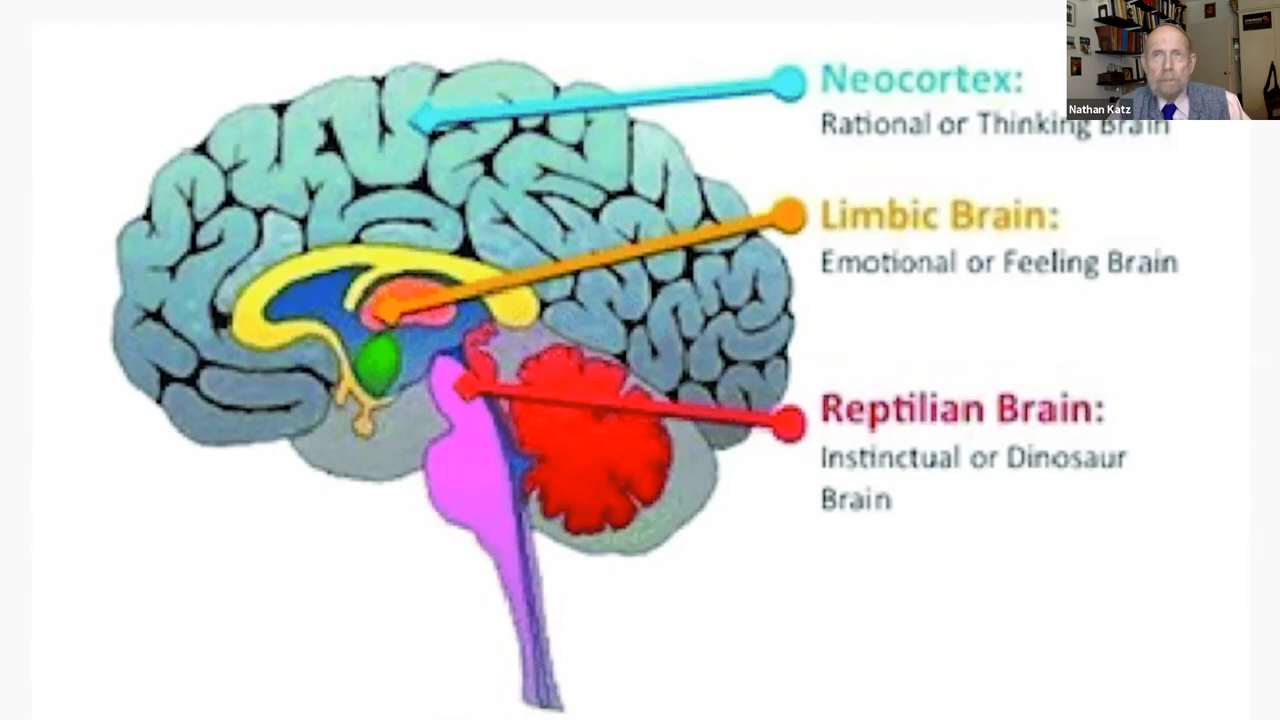 Neocortex:
Rational or Thinking Brain
Nathan Katz
Limbic Brain:
Emotional or Feeling Brain
Reptilian Brain:
Instinctual or Dinosaur
Brain